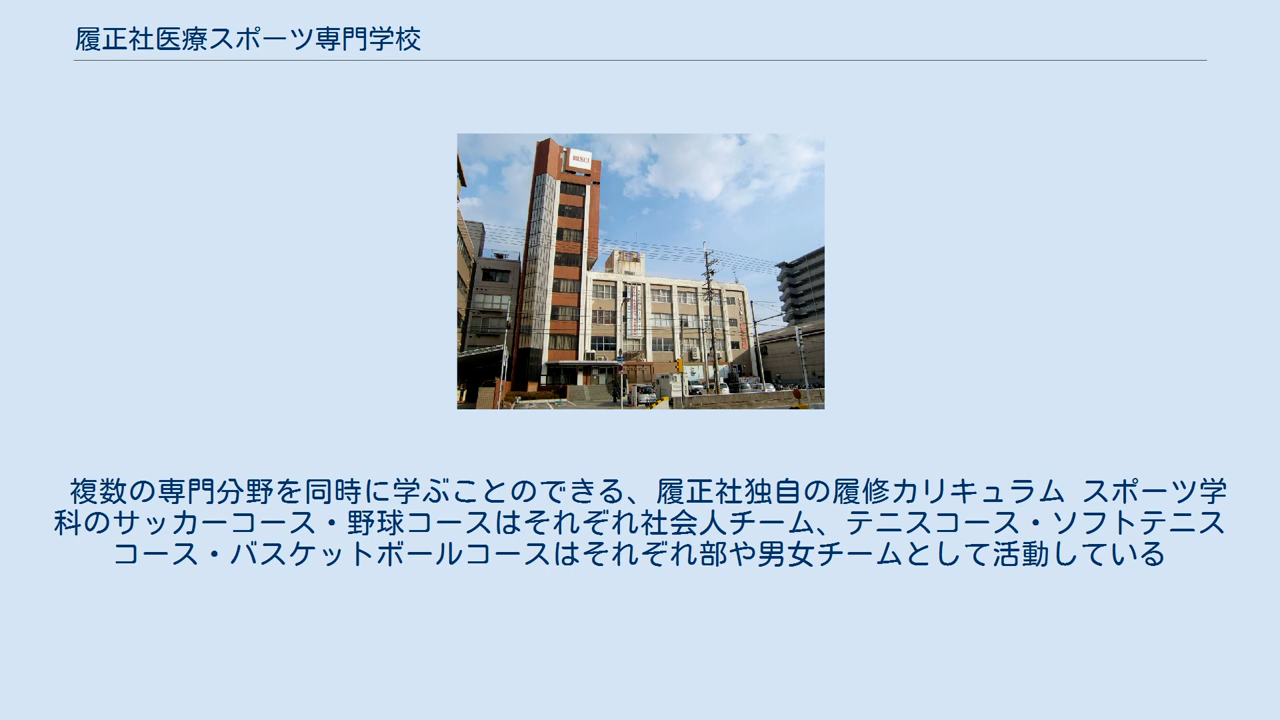 履正社医療スポーツ専門学校
複数の専門分野を同時に学ぶことのできる、履正社独自の履修カリキュラム スポーツ学
科のサッカーコース・野球コースはそれぞれ社会人チーム、テニスコース・ソフトテニス
コース・バスケットボールコースはそれぞれ部や男女チームとして活動している